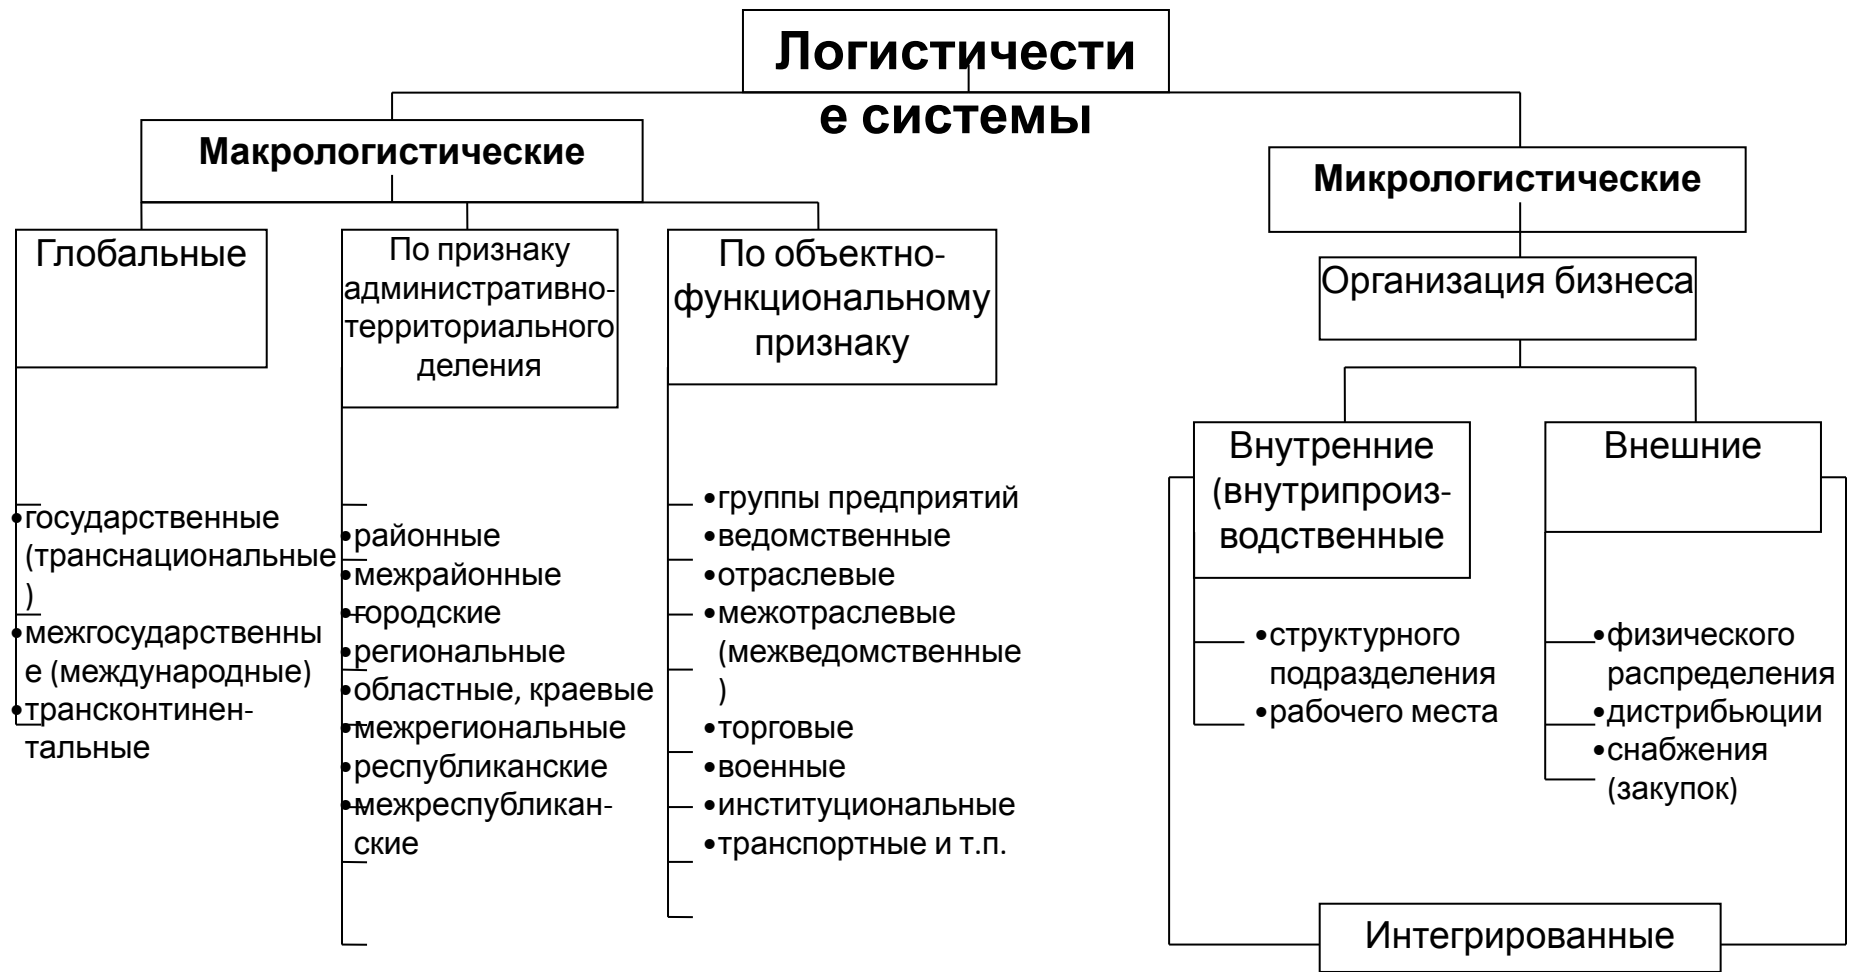 Логистичести
е системы
Макрологистические
Глобальные
•государственные
(транснациональные
)
•межгосударственны
е (международные)
•трансконтинен-
тальные
По признаку
административно-
территориального
деления
•районные
•межрайонные
•городские
•региональные
•областные, краевые
•межрегиональные
•республиканские
•межреспубликан-
ские
По объектно-
функциональному
признаку
•группы предприятий
•ведомственные
•отраслевые
•межотраслевые
(межведомственные
)
•торговые
•военные
•институциональные
•транспортные и т.п.
Микрологистические
Организация бизнеса
Внутренние
(внутрипроиз-
водственные
•структурного
подразделения
•рабочего места
Внешние
•физического
распределения
•дистрибьюции
•снабжения
(закупок)
Интегрированные